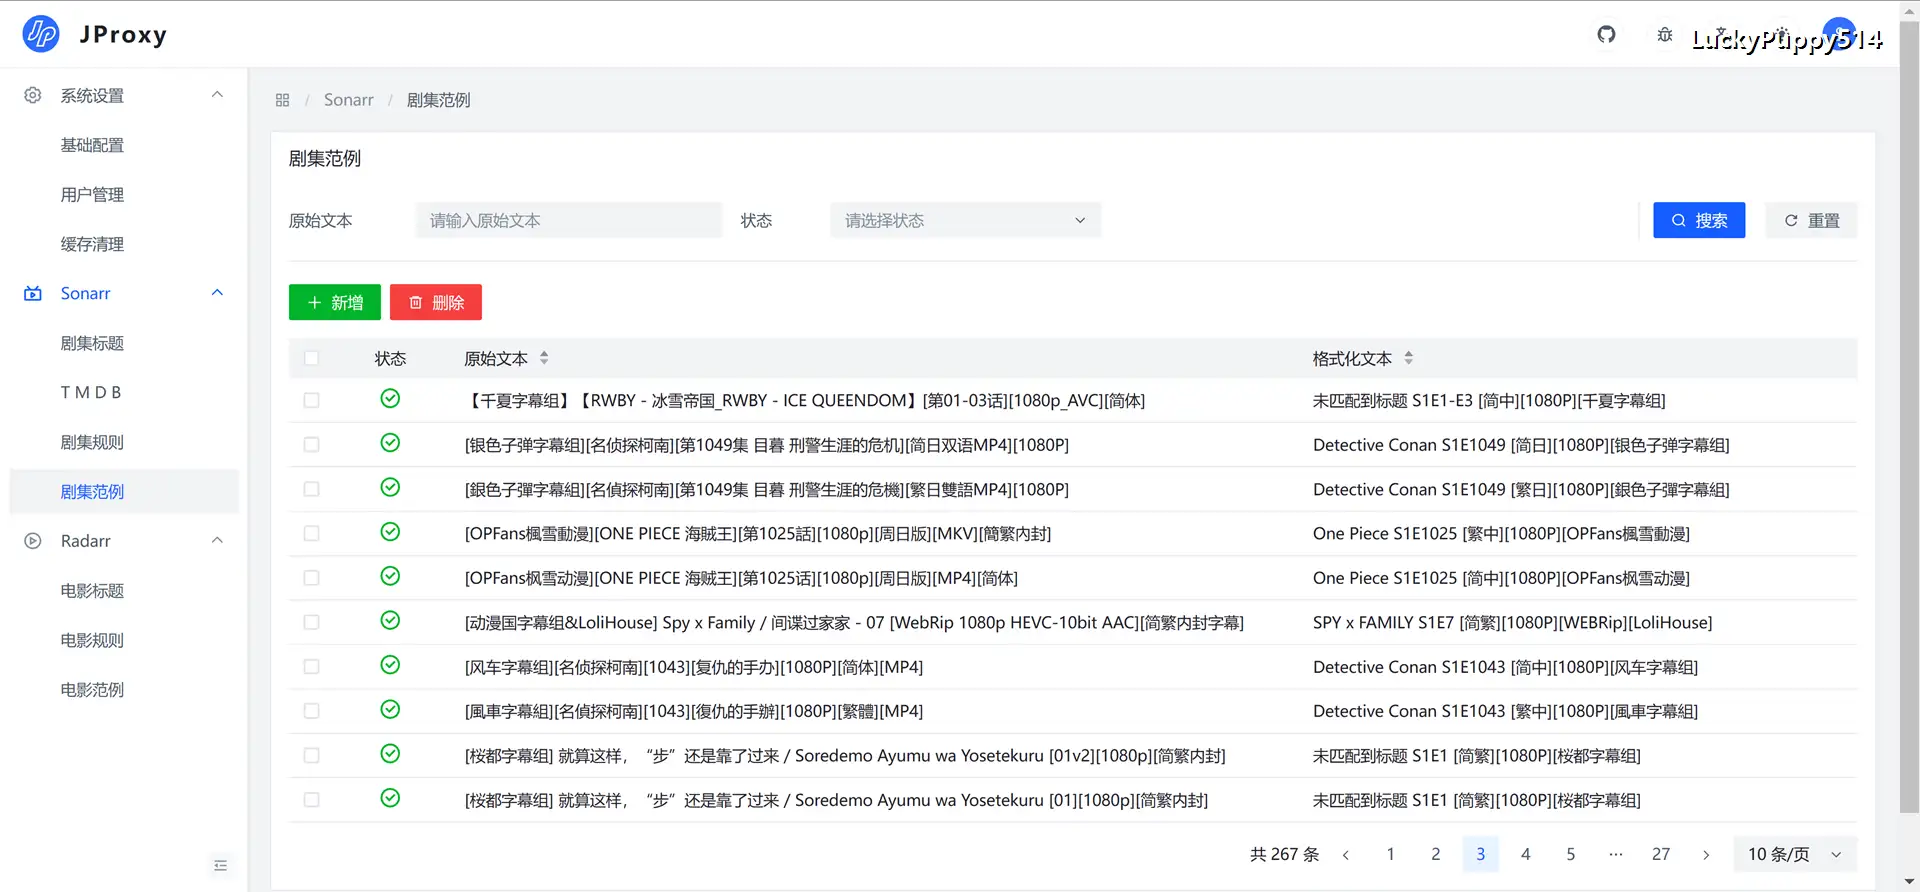 JProxy
LuckyPuppy514
系统设置
基础配置
用户管理
缓存清理
Sonarr
剧集标题
T M D B
剧集规则
剧集范例
Radarr
电影标题
电影规则
电影范例
/ Sonarr / 剧集范例
剧集范例
原始文本 请输入原始文本 状态 请选择状态 搜索 重置
新增 删除
状态 原始文本 格式化文本
【千夏字幕组】【RWBY - 冰雪帝国_RWBY - ICE QUEENDOM】[第01-03话][1080p_AVC][简体] 未匹配到标题 S1E1-E3 [简中][1080P][千夏字幕组]
[银色子弹字幕组][名侦探柯南][第1049集 目暮 刑警生涯的危机][简日双语MP4][1080P] Detective Conan S1E1049 [简日][1080P][银色子弹字幕组]
[銀色子彈字幕組][名偵探柯南][第1049集 目暮 刑警生涯的危機][繁日雙語MP4][1080P] Detective Conan S1E1049 [繁日][1080P][銀色子彈字幕組]
[OPFans楓雪動漫][ONE PIECE 海賊王][第1025話][1080p][周日版][MKV][簡繁内封] One Piece S1E1025 [繁中][1080P][OPFans楓雪動漫]
[OPFans枫雪动漫][ONE PIECE 海贼王][第1025话][1080p][周日版][MP4][简体] One Piece S1E1025 [简中][1080P][OPFans枫雪动漫]
[动漫国字幕组&LoliHouse] Spy x Family / 间谍过家家 - 07 [WebRip 1080p HEVC-10bit AAC][简繁内封字幕] SPY x FAMILY S1E7 [简繁][1080P][WEBRip][LoliHouse]
[风车字幕组][名侦探柯南][1043][复仇的手办][1080P][简体][MP4] Detective Conan S1E1043 [简中][1080P][风车字幕组]
[風車字幕組][名偵探柯南][1043][復仇的手辦][1080P][繁體][MP4] Detective Conan S1E1043 [繁中][1080P][風車字幕組]
[桜都字幕组] 就算这样，“步”还是靠了过来 / Soredemo Ayumu wa Yosetekuru [01v2][1080p][简繁内封] 未匹配到标题 S1E1 [简繁][1080P][桜都字幕组]
[桜都字幕组] 就算这样，“步”还是靠了过来 / Soredemo Ayumu wa Yosetekuru [01][1080p][简繁内封] 未匹配到标题 S1E1 [简繁][1080P][桜都字幕组]
共 267 条 ‹ 1 2 3 4 5 ··· 27 › 10 条/页